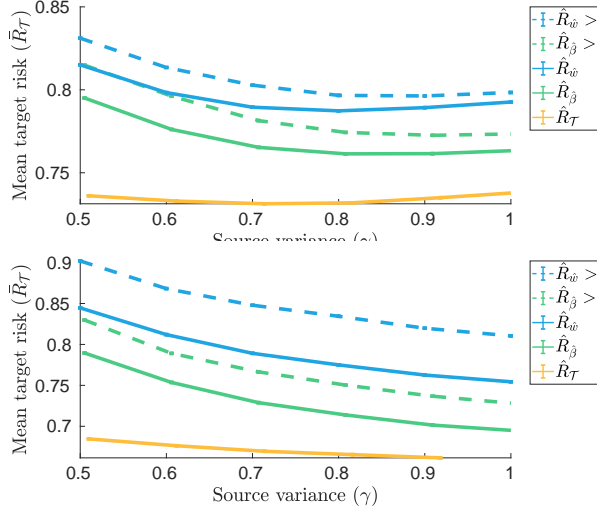 0.85
0.8
0.75
Mean target risk (R̄_𝒯)
0.5 0.6 0.7 0.8 0.9 1
Source variance (γ)
R̂_ŵ >
R̂_β̂ >
R̂_ŵ
R̂_β̂
R̂_𝒯
0.9
0.85
0.8
0.75
0.7
Mean target risk (R̄_𝒯)
0.5 0.6 0.7 0.8 0.9 1
Source variance (γ)
R̂_ŵ >
R̂_β̂ >
R̂_ŵ
R̂_β̂
R̂_𝒯